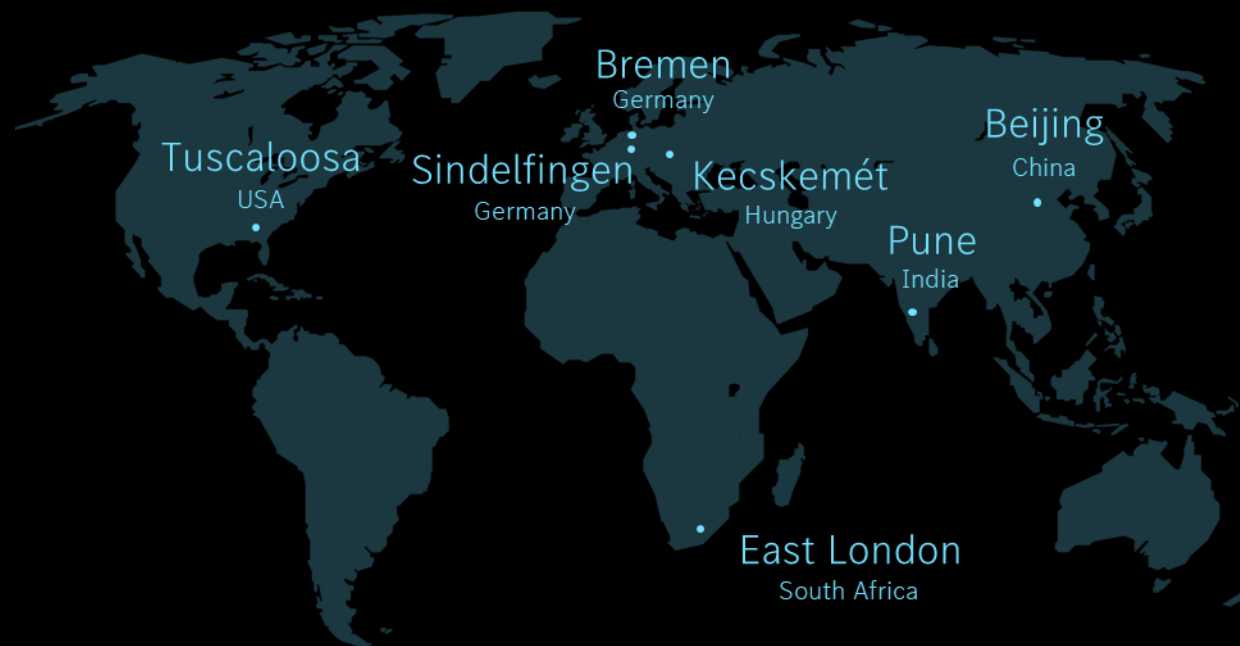 Bremen
Germany
Beijing
China
Tuscaloosa
USA
Sindelfingen
Germany
Kecskemét
Hungary
Pune
India
East London
South Africa